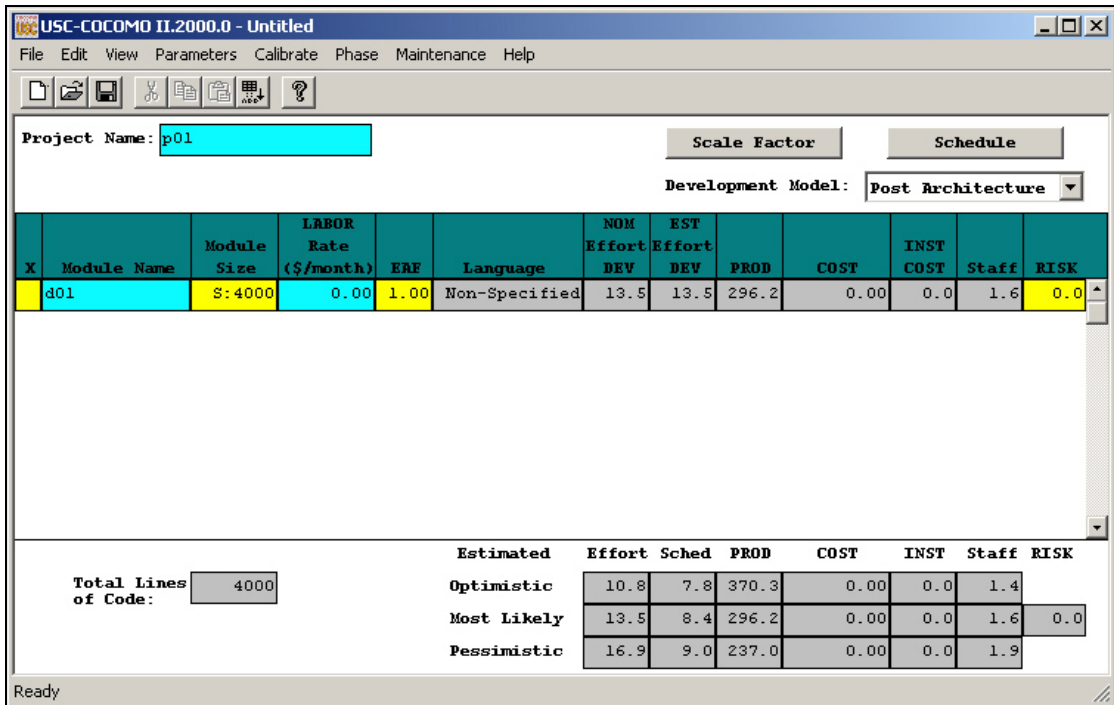 USC-COCOMO II.2000.0 - Untitled
File Edit View Parameters Calibrate Phase Maintenance Help
Project Name: p01
Scale Factor
Schedule
Development Model: Post Architecture
X Module Name Module Size LABOR Rate ($/month) EAF Language NOM Effort DEV EST Effort DEV PROD COST INST COST Staff RISK
d01 S:4000 0.00 1.00 Non-Specified 13.5 13.5 296.2 0.00 0.0 1.6 0.0
Estimated Effort Sched PROD COST INST Staff RISK
Total Lines of Code: 4000
Optimistic 10.8 7.8 370.3 0.00 0.0 1.4
Most Likely 13.5 8.4 296.2 0.00 0.0 1.6 0.0
Pessimistic 16.9 9.0 237.0 0.00 0.0 1.9
Ready